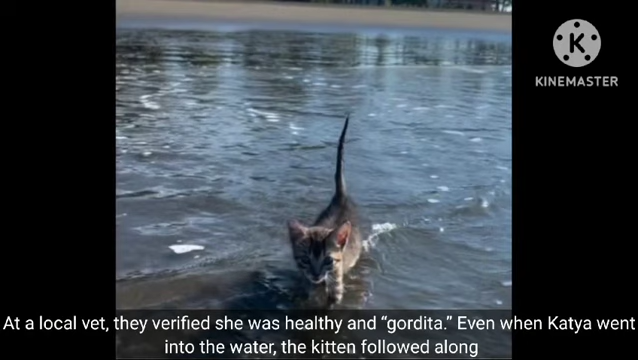 K
KINEMASTER
At a local vet, they verified she was healthy and “gordita.” Even when Katya went
into the water, the kitten followed along